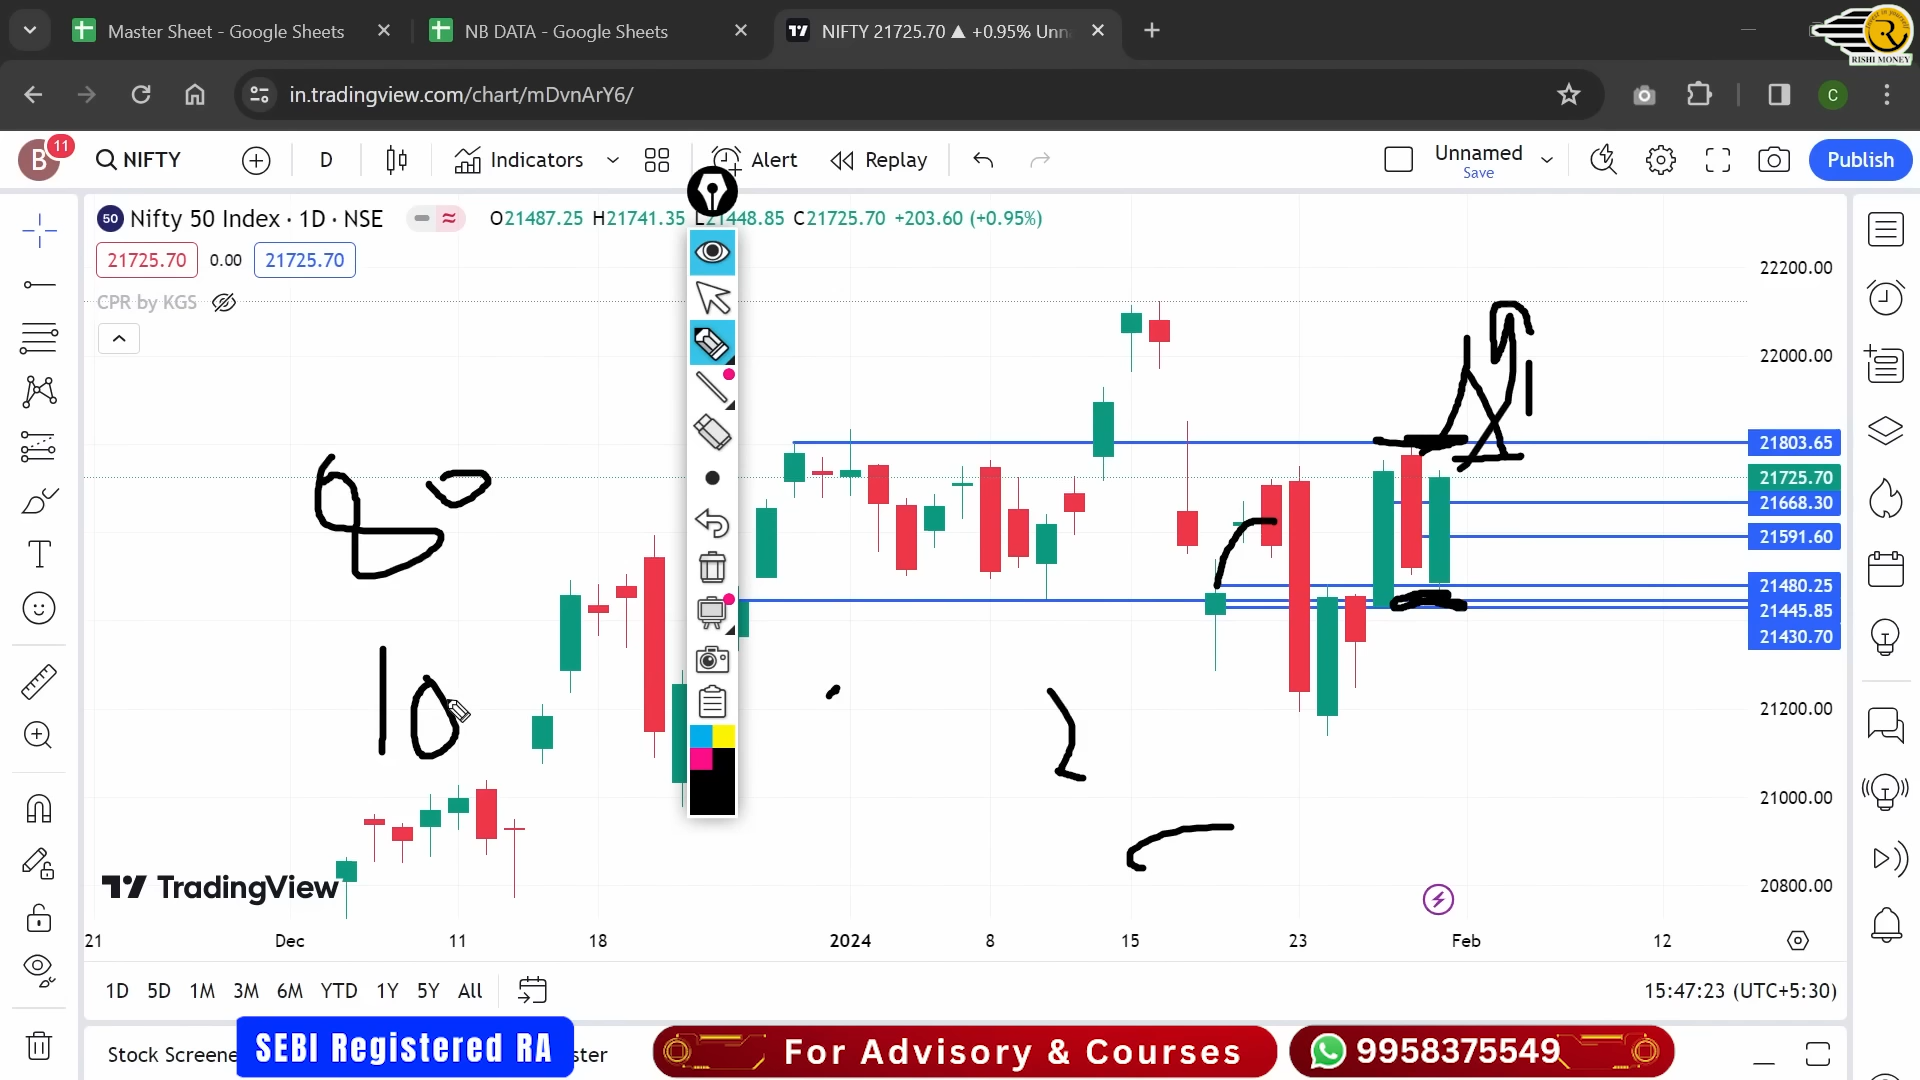 Master Sheet - Google Sheets
NB DATA - Google Sheets
NIFTY 21725.70 ▲ +0.95% Unn
RISHI MONEY
in.tradingview.com/chart/mDvnArY6/
C
B
11
NIFTY
D
Indicators
Alert
Replay
Unnamed
Save
Publish
50
Nifty 50 Index · 1D · NSE
O21487.25 H21741.35 L21448.85 C21725.70 +203.60 (+0.95%)
21725.70
0.00
21725.70
CPR by KGS
22200.00
22000.00
21803.65
21725.70
21668.30
21591.60
21480.25
21445.85
21430.70
21200.00
21000.00
20800.00
10
TradingView
21
Dec
11
18
2024
8
15
23
Feb
12
1D 5D 1M 3M 6M YTD 1Y 5Y All
15:47:23 (UTC+5:30)
Stock Screene
SEBI Registered RA
ster
For Advisory & Courses
9958375549